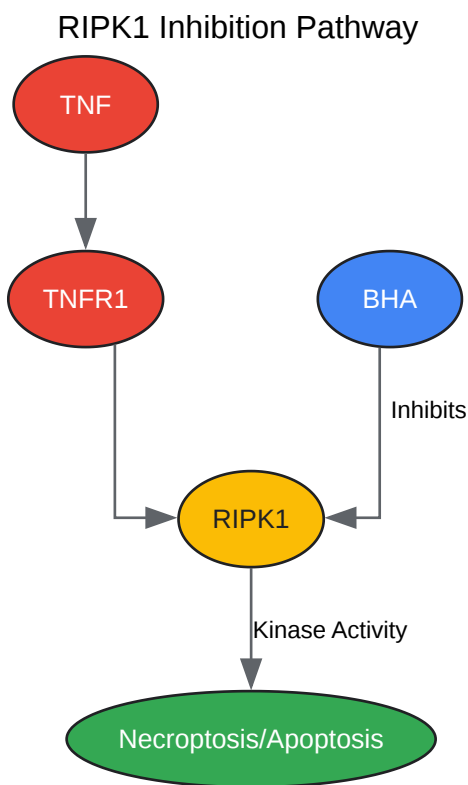 RIPK1 Inhibition Pathway
TNF
TNFR1
BHA
Inhibits
RIPK1
Kinase Activity
Necroptosis/Apoptosis